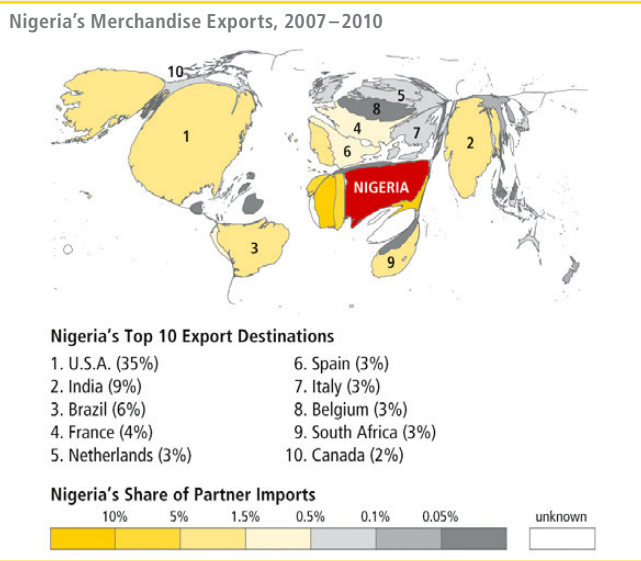 Nigeria's Merchandise Exports, 2007–2010
10
5
8
1
4
7
2
6
NIGERIA
3
9
Nigeria's Top 10 Export Destinations
1. U.S.A. (35%)
2. India (9%)
3. Brazil (6%)
4. France (4%)
5. Netherlands (3%)
6. Spain (3%)
7. Italy (3%)
8. Belgium (3%)
9. South Africa (3%)
10. Canada (2%)
Nigeria's Share of Partner Imports
10% 5% 1.5% 0.5% 0.1% 0.05% unknown